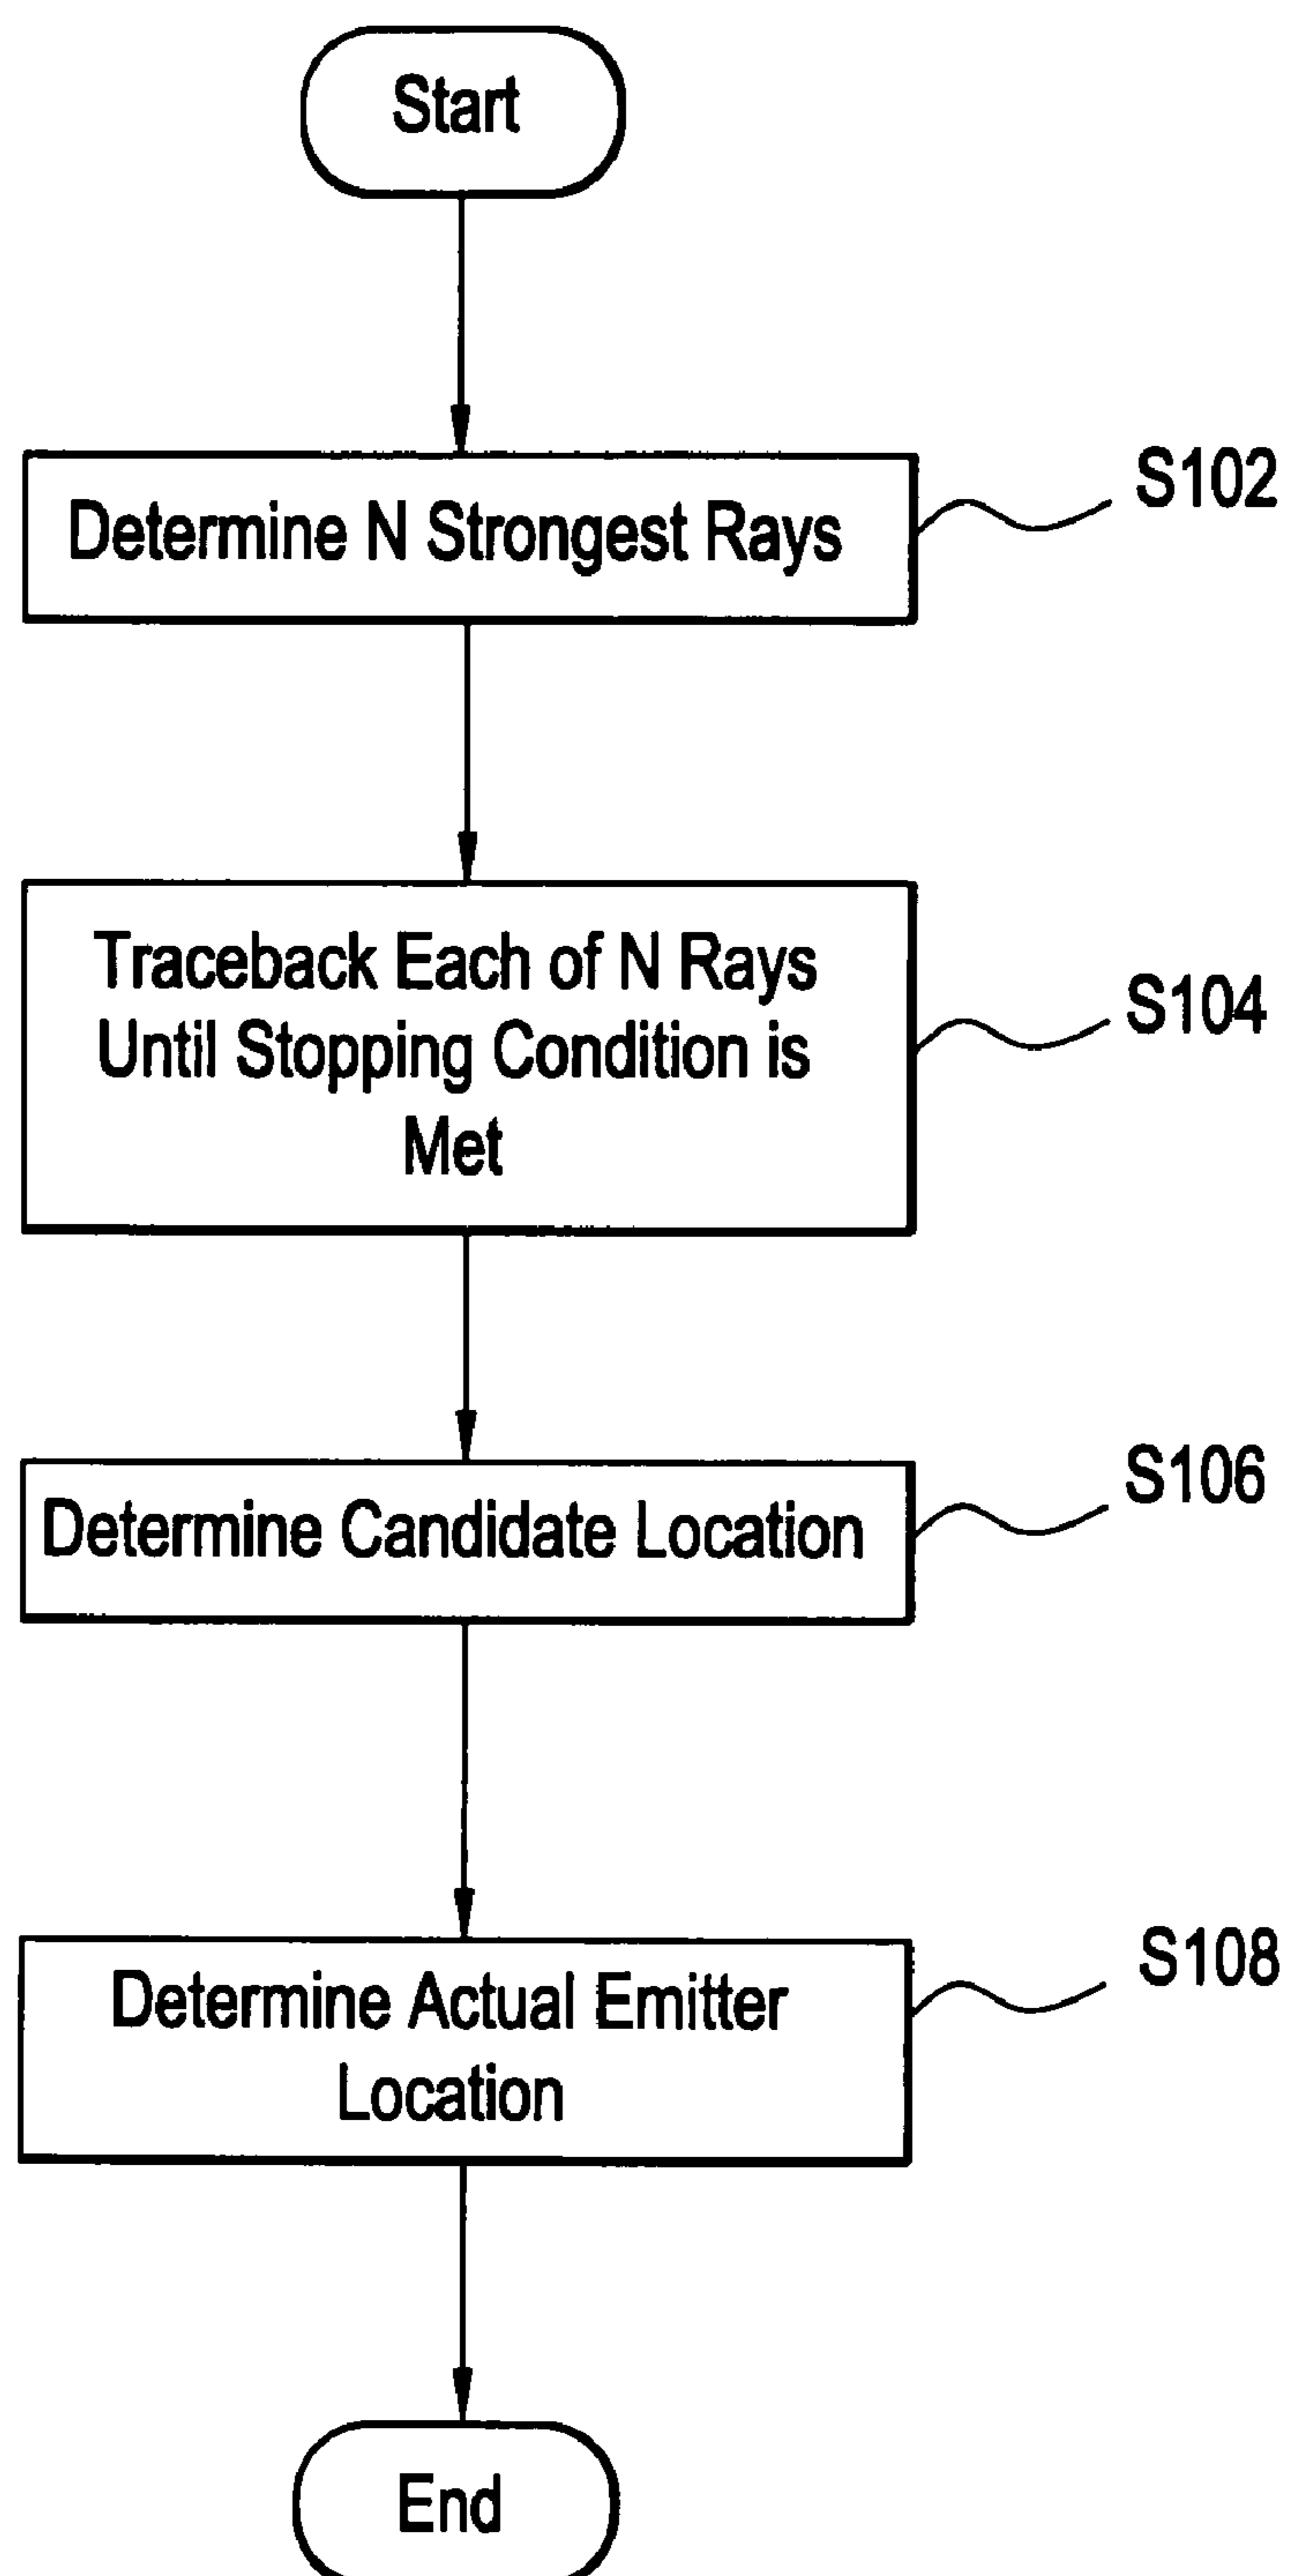 Start
Determine N Strongest Rays
S102
Traceback Each of N Rays
Until Stopping Condition is
Met
S104
Determine Candidate Location
S106
Determine Actual Emitter
Location
S108
End